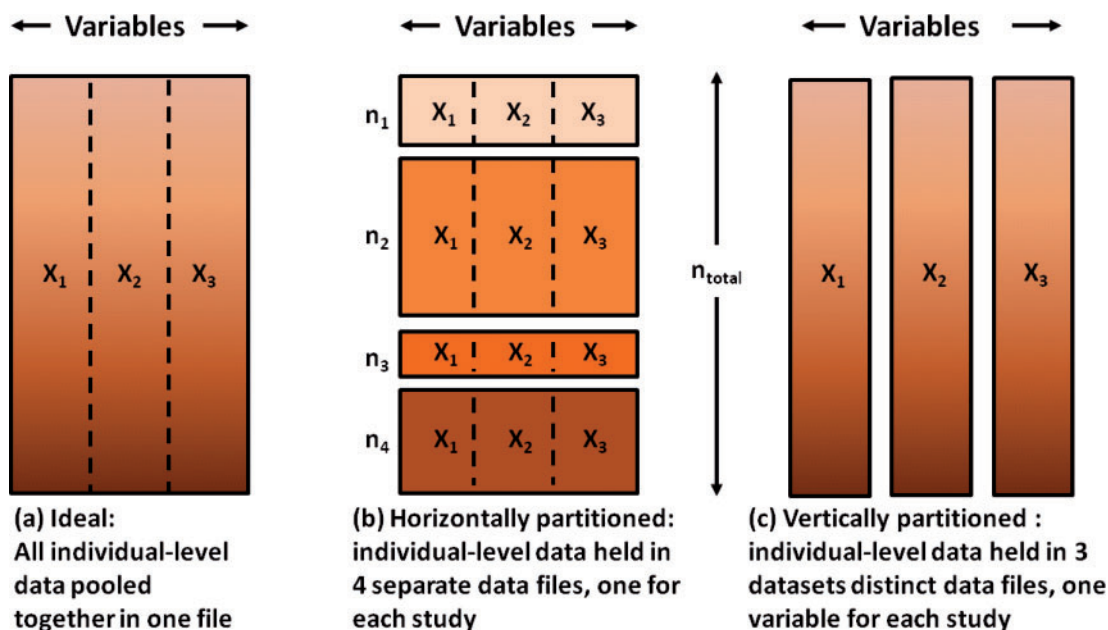 Variables
X1 X2 X3
(a) Ideal:
All individual-level
data pooled
together in one file
Variables
n1 X1 X2 X3
n2 X1 X2 X3
n3 X1 X2 X3
n4 X1 X2 X3
ntotal
(b) Horizontally partitioned:
individual-level data held in
4 separate data files, one for
each study
Variables
X1 X2 X3
(c) Vertically partitioned :
individual-level data held in 3
datasets distinct data files, one
variable for each study